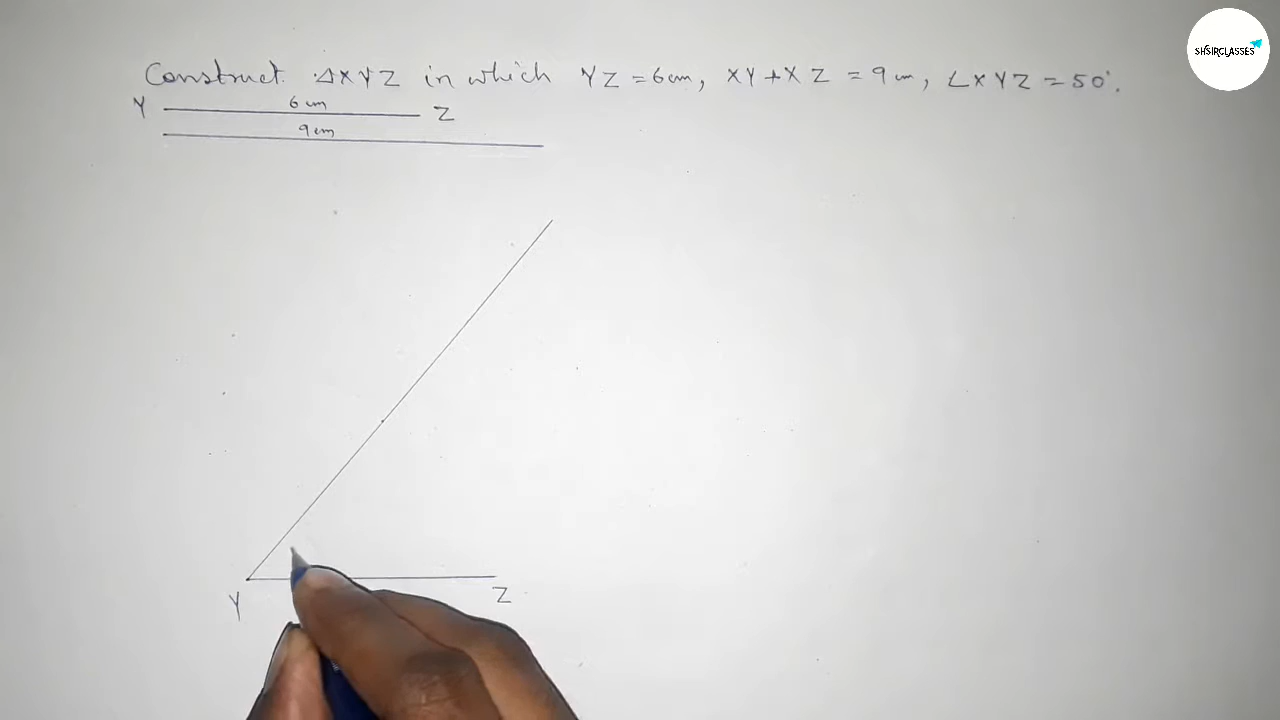 Construct ΔXYZ in which YZ = 6cm, XY + XZ = 9cm, ∠XYZ = 50°.
Y 6cm Z
9cm
Y Z
SHSIRCLASSES